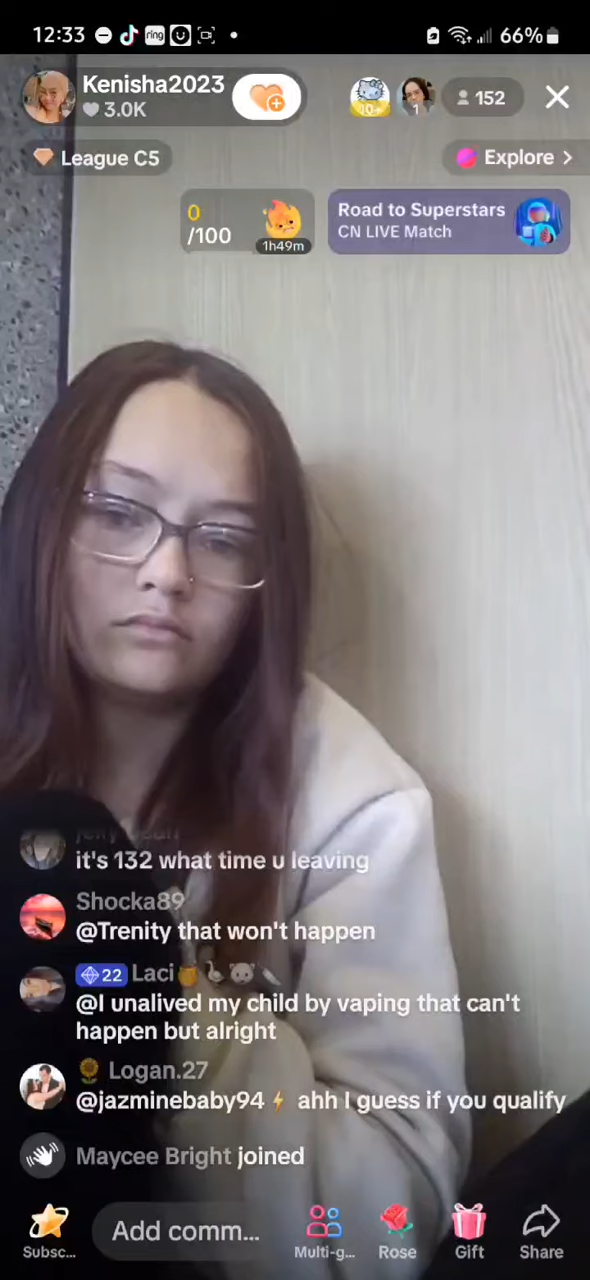 12:33
ring
66%
Kenisha2023
3.0K
10+
1
152
League C5
Explore >
0
/100
1h49m
Road to Superstars
CN LIVE Match
it's 132 what time u leaving
Shocka89
@Trenity that won't happen
22 Laci
@I unalived my child by vaping that can't
happen but alright
Logan.27
@jazminebaby94⚡ ahh I guess if you qualify
Maycee Bright joined
Subsc...
Add comm...
Multi-g...
Rose
Gift
Share